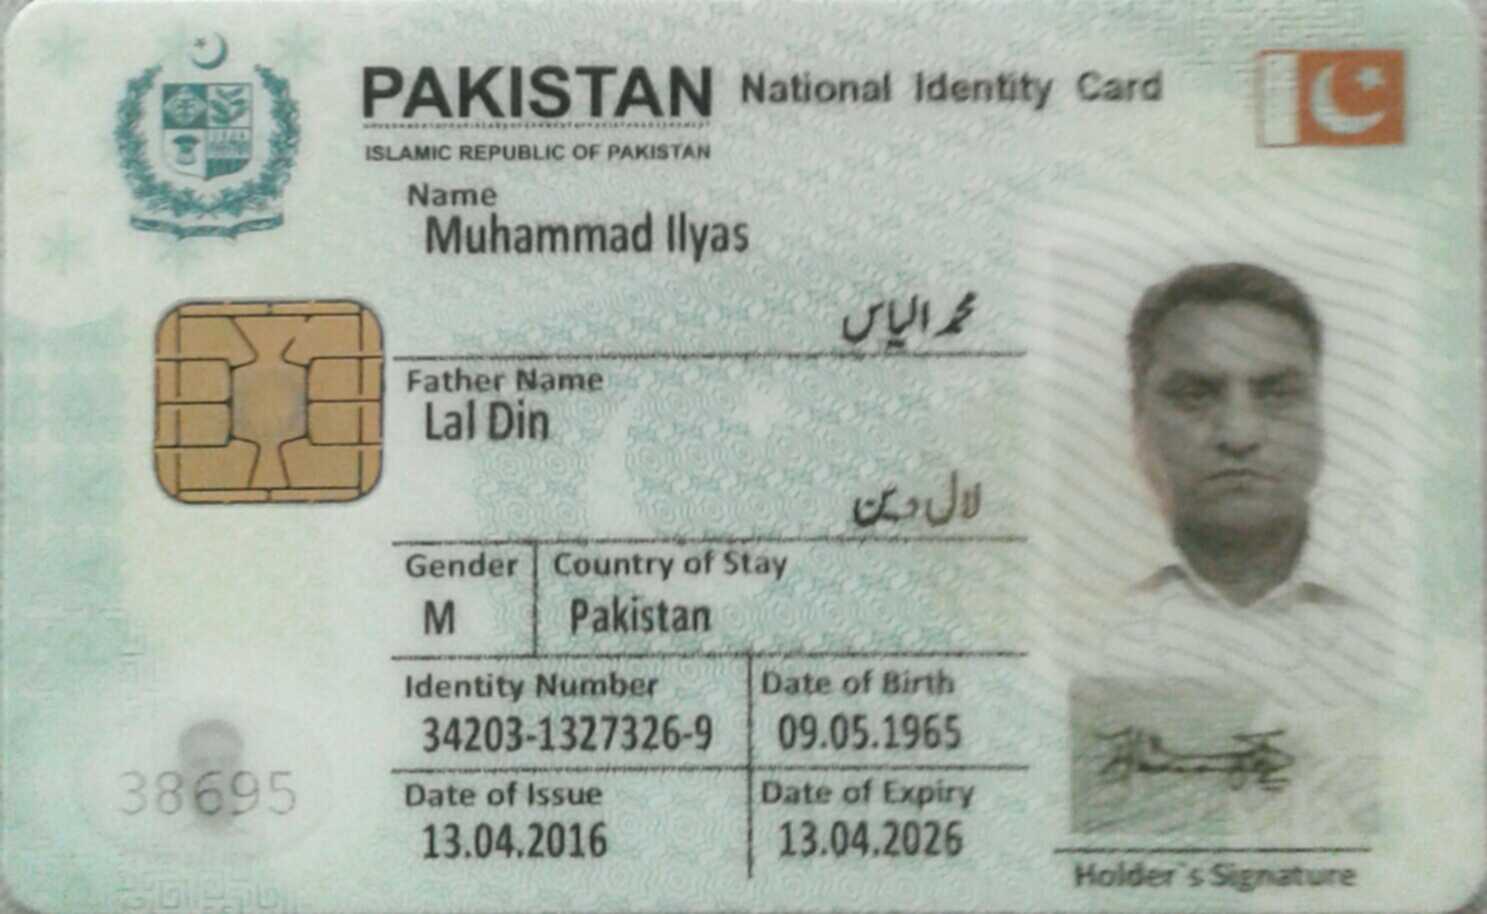 PAKISTAN National Identity Card
ISLAMIC REPUBLIC OF PAKISTAN
Name
Muhammad Ilyas
محمد الیاس
Father Name
Lal Din
لال دین
Gender Country of Stay
M Pakistan
Identity Number Date of Birth
34203-1327326-9 09.05.1965
38695
Date of Issue Date of Expiry
13.04.2016 13.04.2026
Holder`s Signature